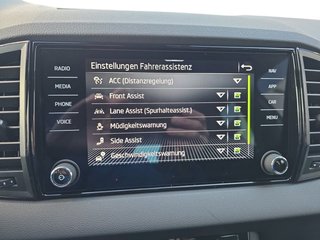 Einstellungen Fahrerassistenz
RADIO
MEDIA
PHONE
VOICE
ACC (Distanzregelung)
Front Assist
Lane Assist (Spurhalteassist.)
Müdigkeitswarnung
Side Assist
Geschwindigkeitswarnung
NAV
APP
CAR
MENU